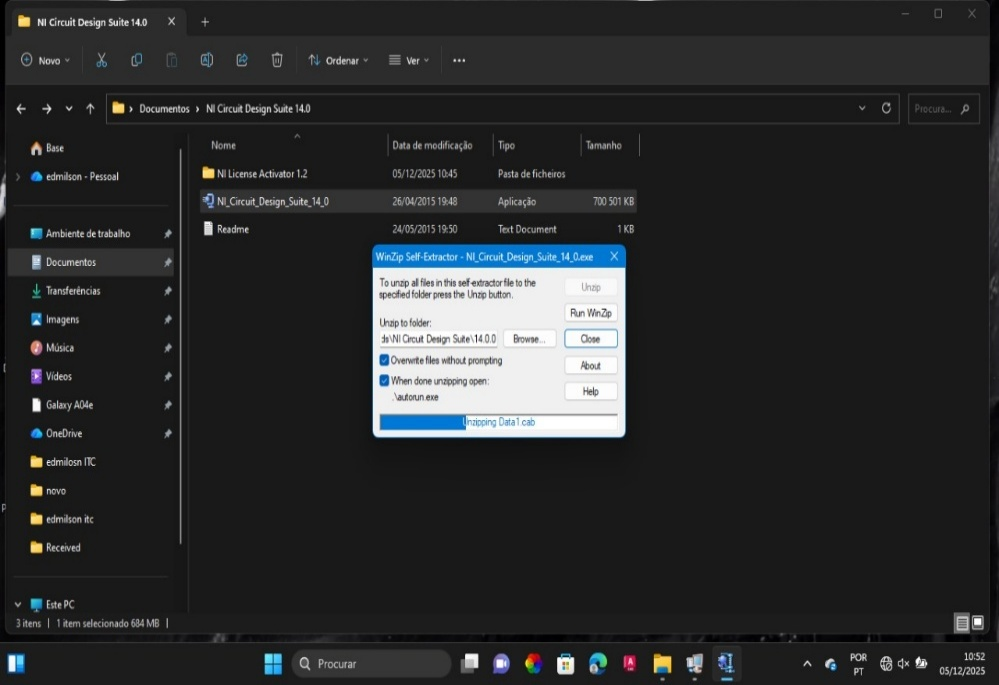 NI Circuit Design Suite 14.0
Novo
Ordenar
Ver
Documentos
NI Circuit Design Suite 14.0
Procura...
Base
edmilson - Pessoal
Ambiente de trabalho
Documentos
Transferências
Imagens
Música
Vídeos
Galaxy A04e
OneDrive
edmilosn ITC
novo
edmilson itc
Received
Este PC
Nome Data de modificação Tipo Tamanho
NI License Activator 1.2 05/12/2025 10:45 Pasta de ficheiros
NI_Circuit_Design_Suite_14_0 26/04/2015 19:48 Aplicação 700 501 KB
Readme 24/05/2015 19:50 Text Document 1 KB
WinZip Self-Extractor - NI_Circuit_Design_Suite_14_0.exe
To unzip all files in this self-extractor file to the
specified folder press the Unzip button.
Unzip to folder:
ds\NI Circuit Design Suite\14.0.0
Browse...
Overwrite files without prompting
When done unzipping open:
.\autorun.exe
Unzip
Run WinZip
Close
About
Help
Unzipping Data1.cab
3 itens 1 item selecionado 684 MB
Procurar
POR
PT
10:52
05/12/2025